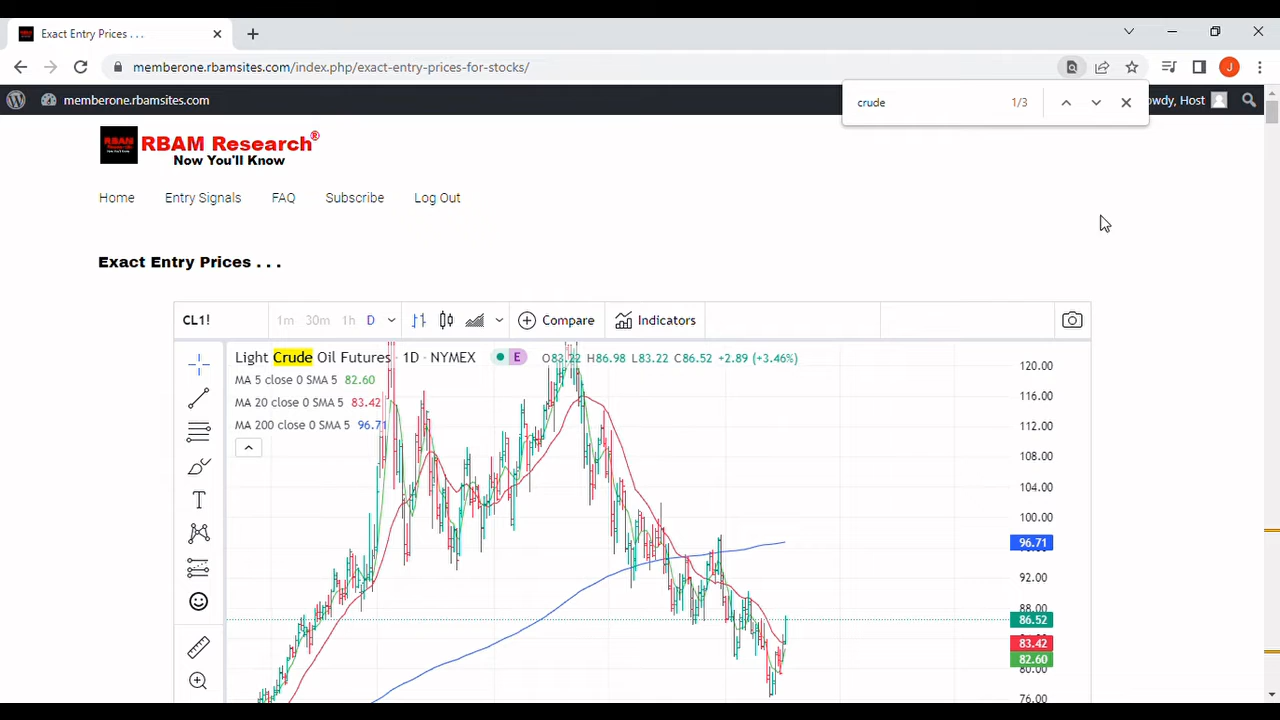 Exact Entry Prices . . .
memberone.rbamsites.com/index.php/exact-entry-prices-for-stocks/
J
memberone.rbamsites.com
crude 1/3
owdy, Host
RBAM Research®
Now You'll Know
Home Entry Signals FAQ Subscribe Log Out
Exact Entry Prices . . .
CL1! 1m 30m 1h D Compare Indicators
Light Crude Oil Futures · 1D · NYMEX E O83.22 H86.98 L83.22 C86.52 +2.89 (+3.46%)
MA 5 close 0 SMA 5 82.60
MA 20 close 0 SMA 5 83.42
MA 200 close 0 SMA 5 96.71
T
120.00
116.00
112.00
108.00
104.00
100.00
96.71
92.00
88.00
86.52
83.42
82.60
80.00
76.00